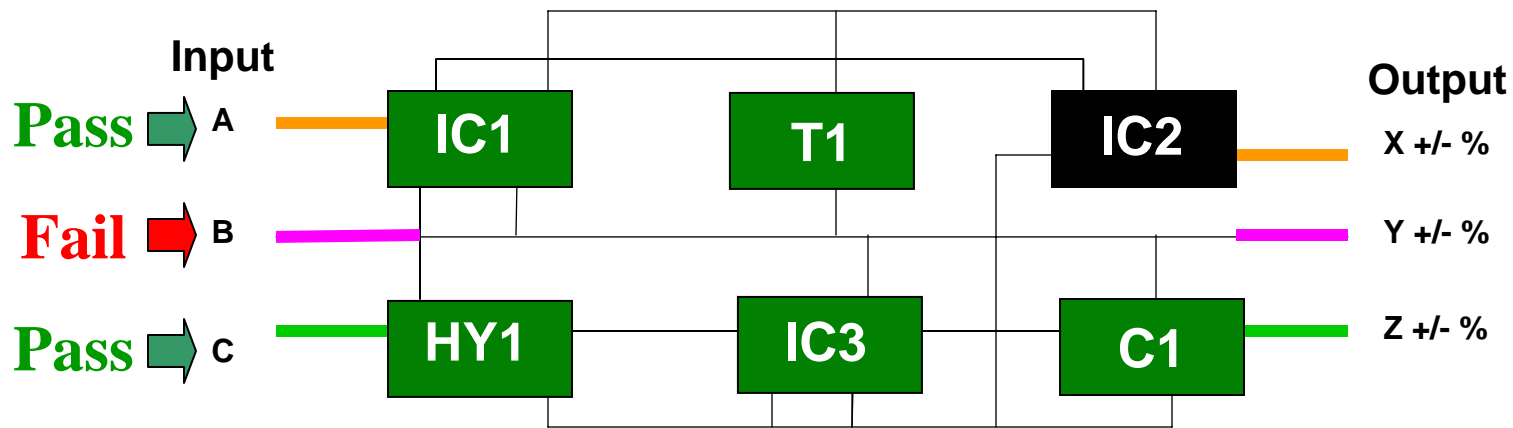 Input
Output
Pass A IC1 T1 IC2 X +/- %
Fail B Y +/- %
Pass C HY1 IC3 C1 Z +/- %